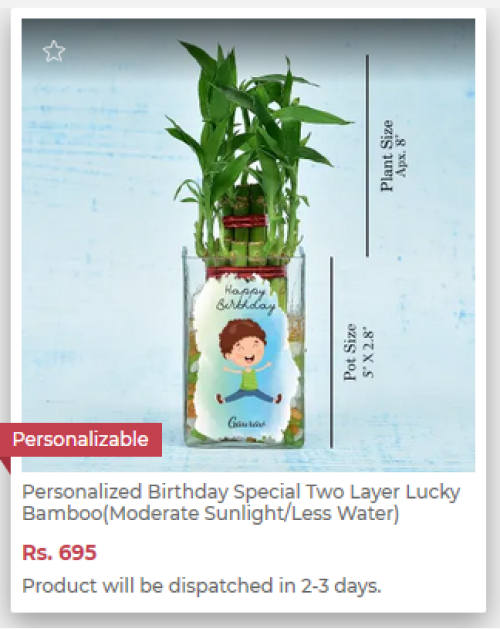 Plant Size
Apx. 8"
Happy
Birthday
Pot Size
5" X 2.8"
Gaurav
Personalizable
Personalized Birthday Special Two Layer Lucky
Bamboo(Moderate Sunlight/Less Water)
Rs. 695
Product will be dispatched in 2-3 days.